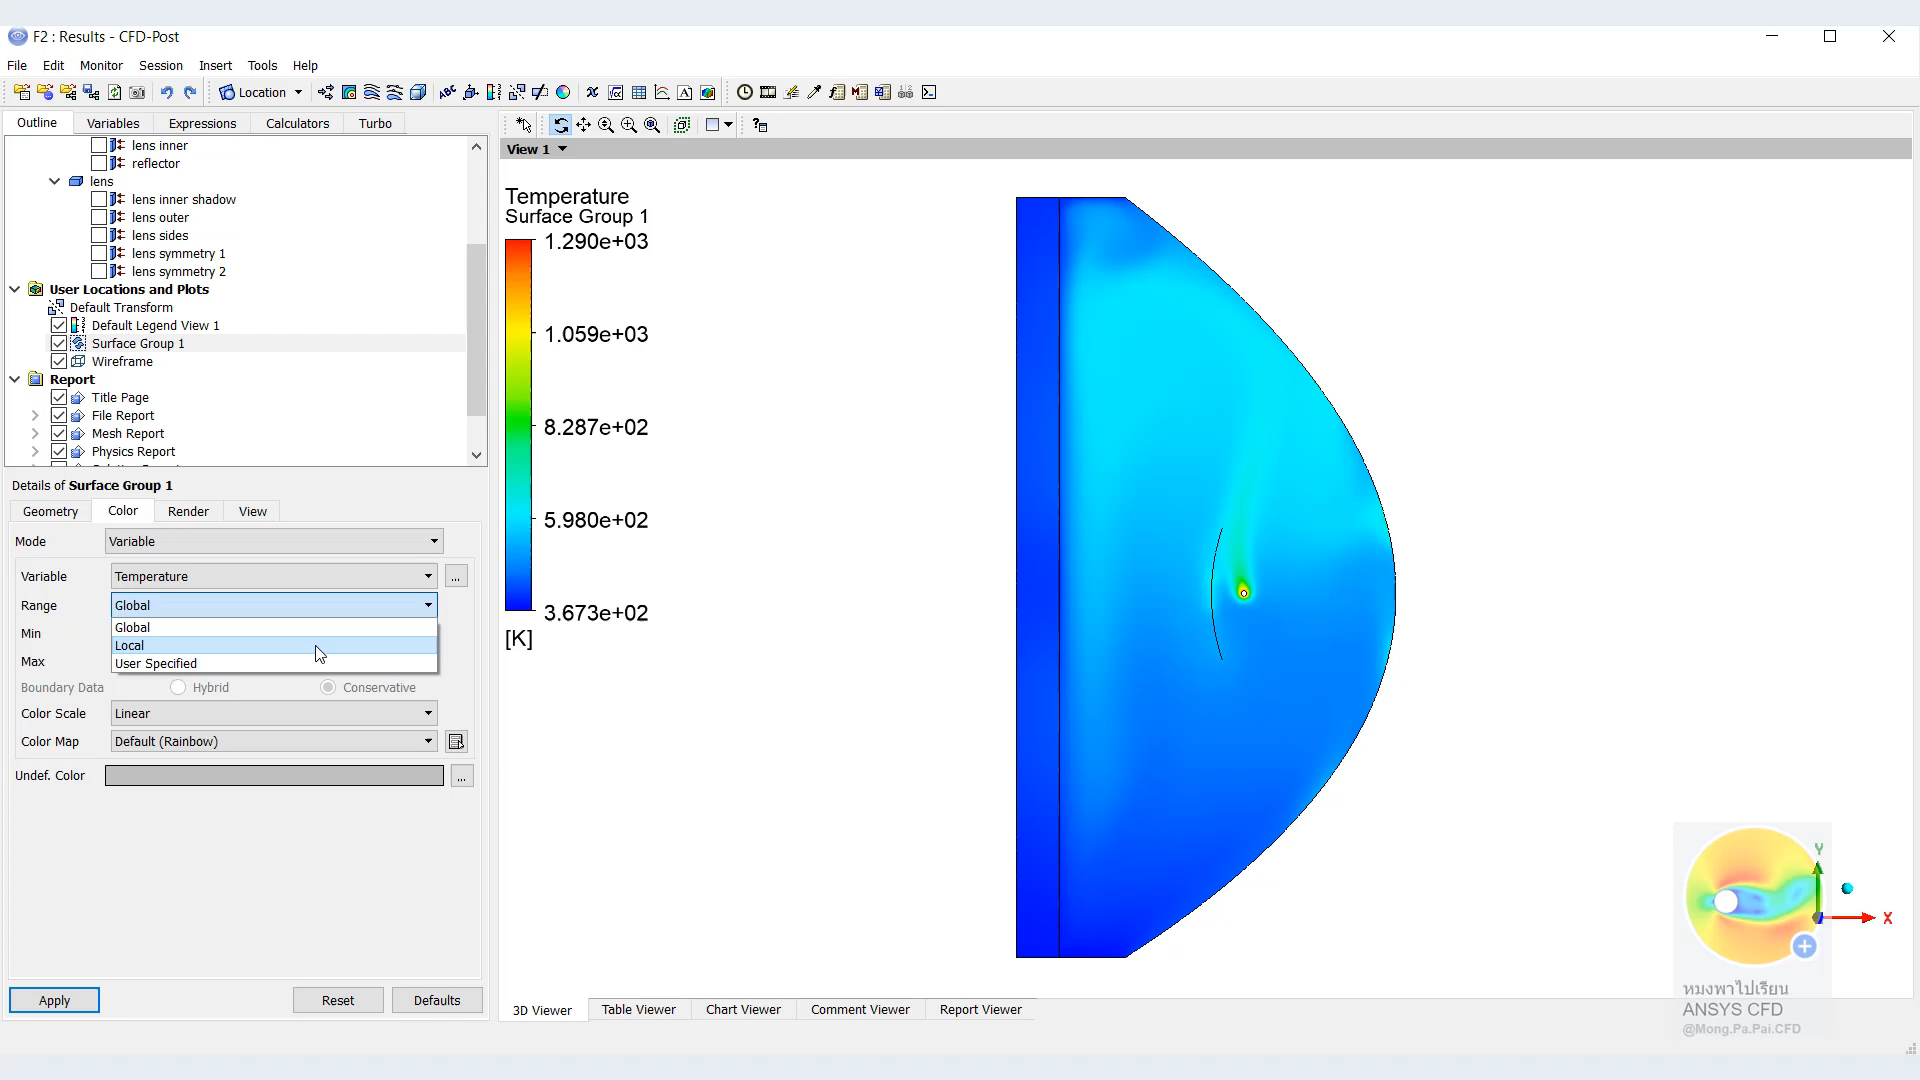 F2 : Results - CFD-Post
File Edit Monitor Session Insert Tools Help
Location
Outline Variables Expressions Calculators Turbo
lens inner
reflector
lens
lens inner shadow
lens outer
lens sides
lens symmetry 1
lens symmetry 2
User Locations and Plots
Default Transform
Default Legend View 1
Surface Group 1
Wireframe
Report
Title Page
File Report
Mesh Report
Physics Report
Details of Surface Group 1
Geometry Color Render View
Mode Variable
Variable Temperature ...
Range Global
Global
Min
Local
Max
User Specified
Boundary Data Hybrid Conservative
Color Scale Linear
Color Map Default (Rainbow)
Undef. Color ...
Apply Reset Defaults
View 1
Temperature
Surface Group 1
1.290e+03
1.059e+03
8.287e+02
5.980e+02
3.673e+02
[K]
Y
X
หมงพาไปเรียน
ANSYS CFD
@Mong.Pa.Pai.CFD
3D Viewer Table Viewer Chart Viewer Comment Viewer Report Viewer